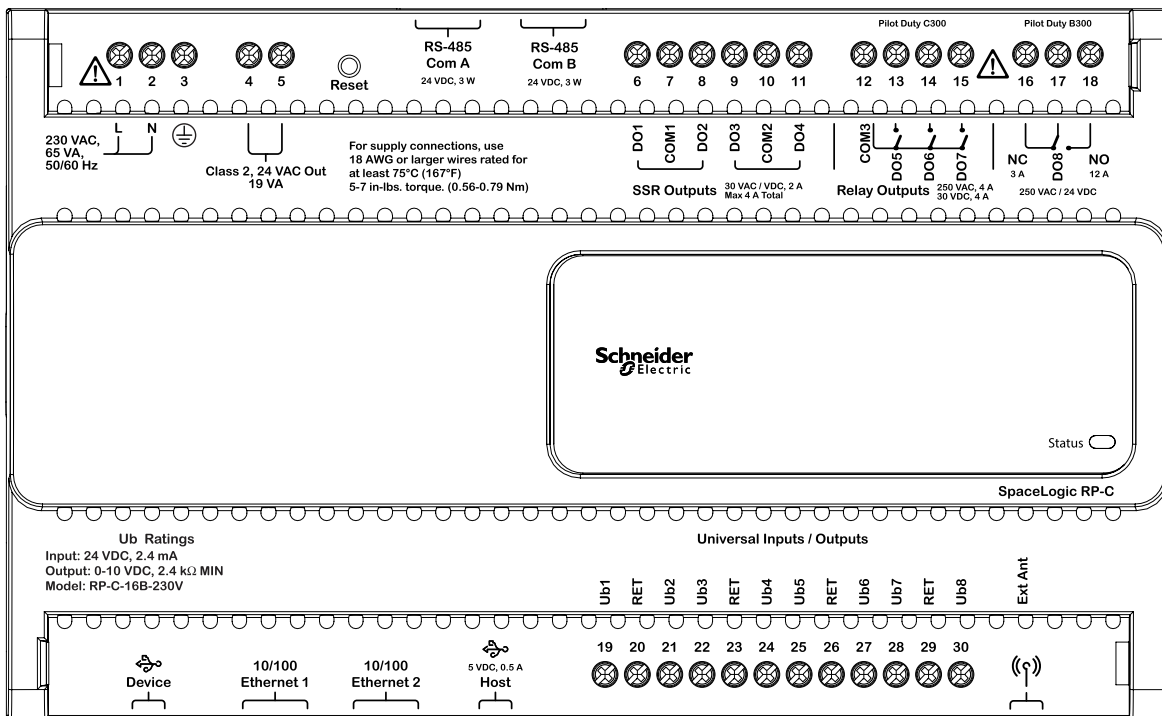 Pilot Duty C300
Pilot Duty B300
RS-485
Com A
24 VDC, 3 W
RS-485
Com B
24 VDC, 3 W
Reset
1 2 3 4 5 6 7 8 9 10 11 12 13 14 15 16 17 18
L N
230 VAC,
65 VA,
50/60 Hz
Class 2, 24 VAC Out
19 VA
For supply connections, use
18 AWG or larger wires rated for
at least 75°C (167°F)
5-7 in-lbs. torque. (0.56-0.79 Nm)
DO1 COM1 DO2 DO3 COM2 DO4
SSR Outputs
30 VAC / VDC, 2 A
Max 4 A Total
COM3 DO5 DO6 DO7
Relay Outputs
250 VAC, 4 A
30 VDC, 4 A
NC
3 A
DO8
NO
12 A
250 VAC / 24 VDC
Schneider
Electric
Status
SpaceLogic RP-C
Ub Ratings
Input: 24 VDC, 2.4 mA
Output: 0-10 VDC, 2.4 kΩ MIN
Model: RP-C-16B-230V
Universal Inputs / Outputs
Ub1 RET Ub2 Ub3 RET Ub4 Ub5 RET Ub6 Ub7 RET Ub8
Ext Ant
19 20 21 22 23 24 25 26 27 28 29 30
Device
10/100
Ethernet 1
10/100
Ethernet 2
5 VDC, 0.5 A
Host